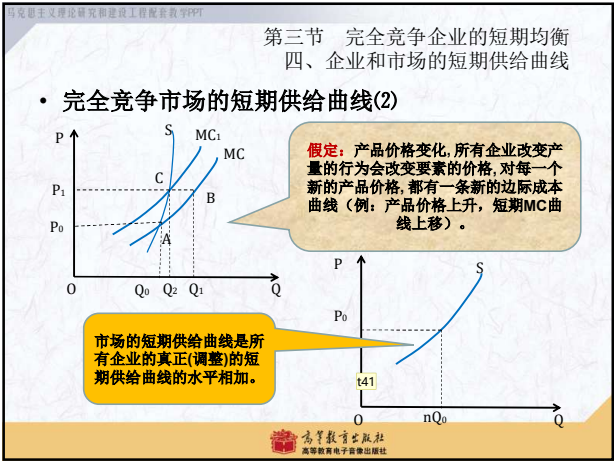 马克思主义理论研究和建设工程配套教学PPT
第三节　完全竞争企业的短期均衡
四、企业和市场的短期供给曲线
• 完全竞争市场的短期供给曲线(2)
P
S
MC1
MC
C
P1
B
P0
A
O
Q0
Q2
Q1
Q
假定：产品价格变化,所有企业改变产
量的行为会改变要素的价格,对每一个
新的产品价格,都有一条新的边际成本
曲线（例：产品价格上升，短期MC曲
线上移）。
市场的短期供给曲线是所
有企业的真正(调整)的短
期供给曲线的水平相加。
P
S
P0
t41
O
nQ0
Q
高等教育出版社
高等教育电子音像出版社